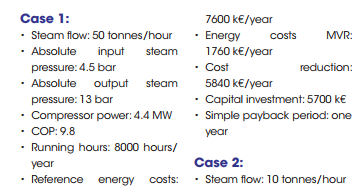 Case 1:
· Steam flow: 50 tonnes/hour
· Absolute input steam
pressure: 4.5 bar
· Absolute output steam
pressure: 13 bar
· Compressor power: 4.4 MW
· COP: 9.8
· Running hours: 8000 hours/
year
· Reference energy costs:
7600 k€/year
· Energy costs MVR:
1760 k€/year
· Cost reduction:
5840 k€/year
· Capital investment: 5700 k€
· Simple payback period: one
year
Case 2:
· Steam flow: 10 tonnes/hour